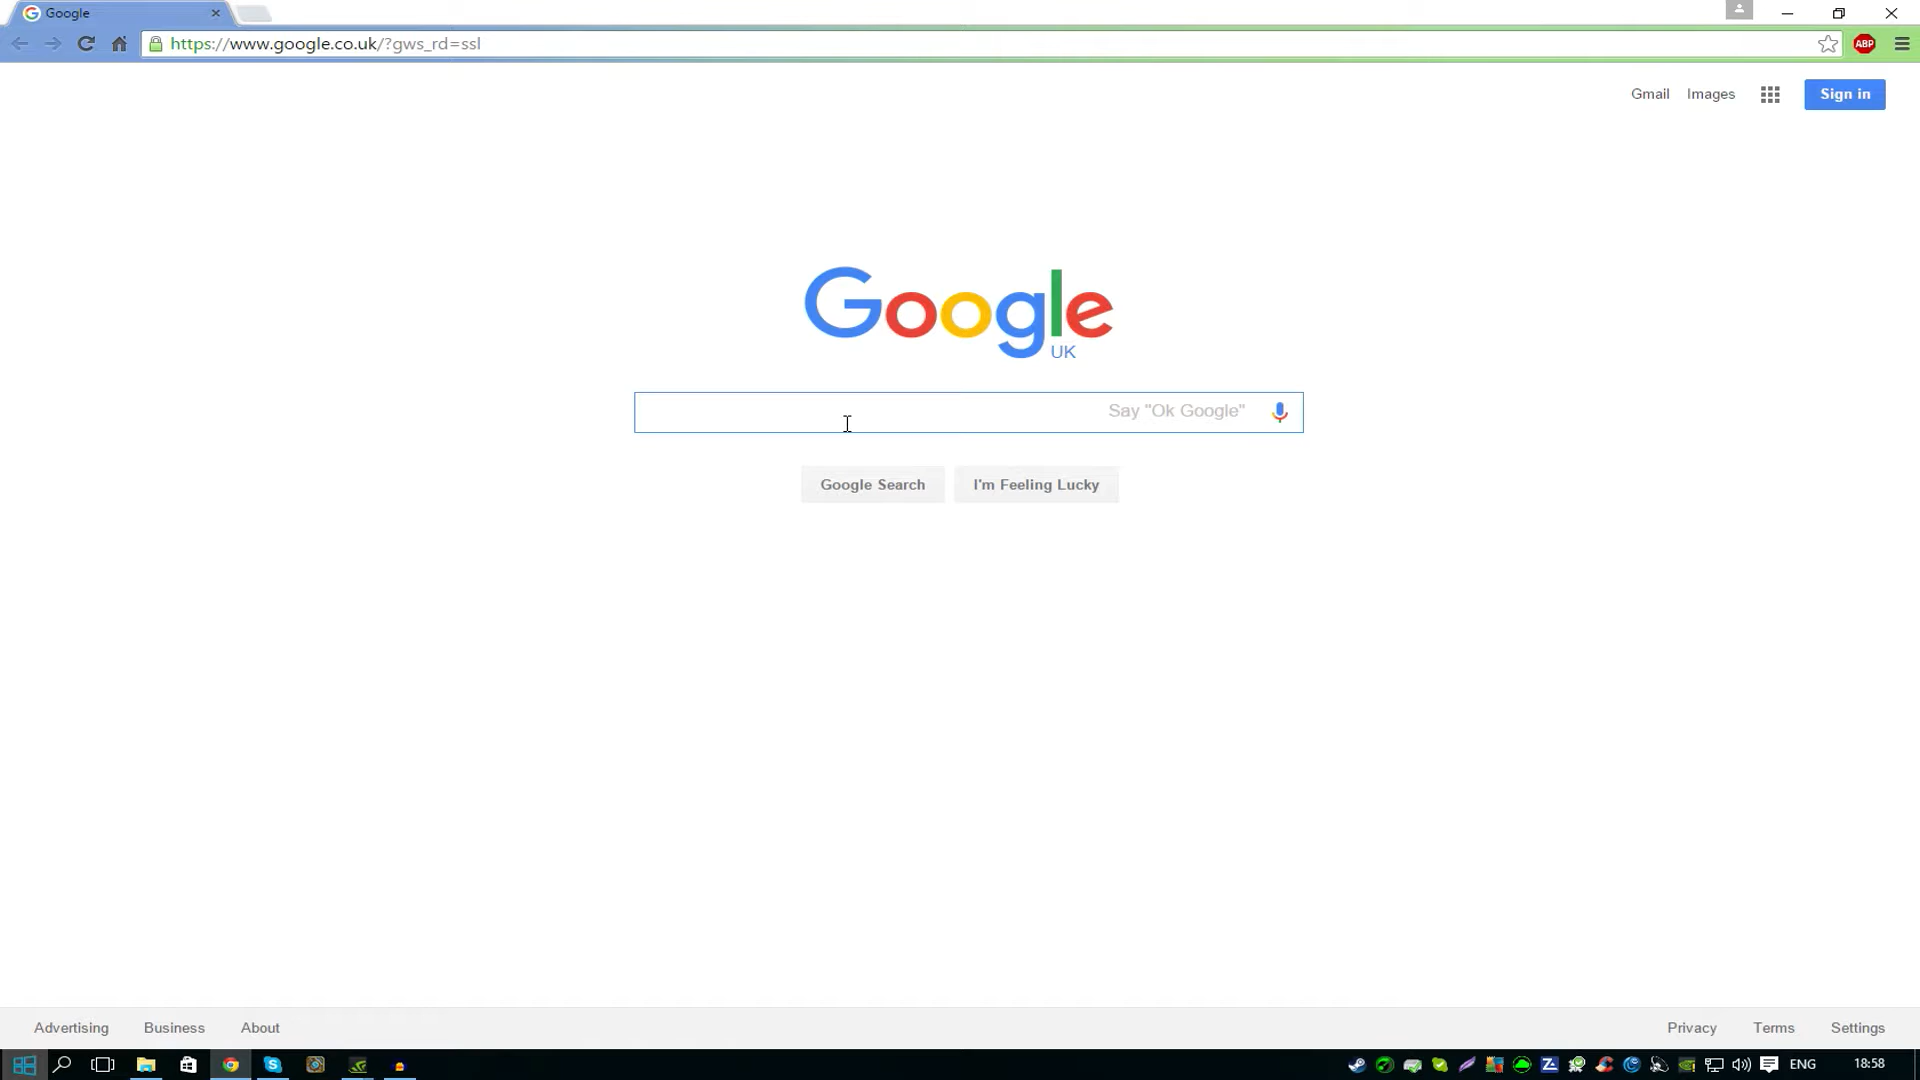 Google
https://www.google.co.uk/?gws_rd=ssl
ABP
Gmail Images Sign in
Google
UK
Say "Ok Google"
Google Search I'm Feeling Lucky
Advertising Business About Privacy Terms Settings
ENG 18:58